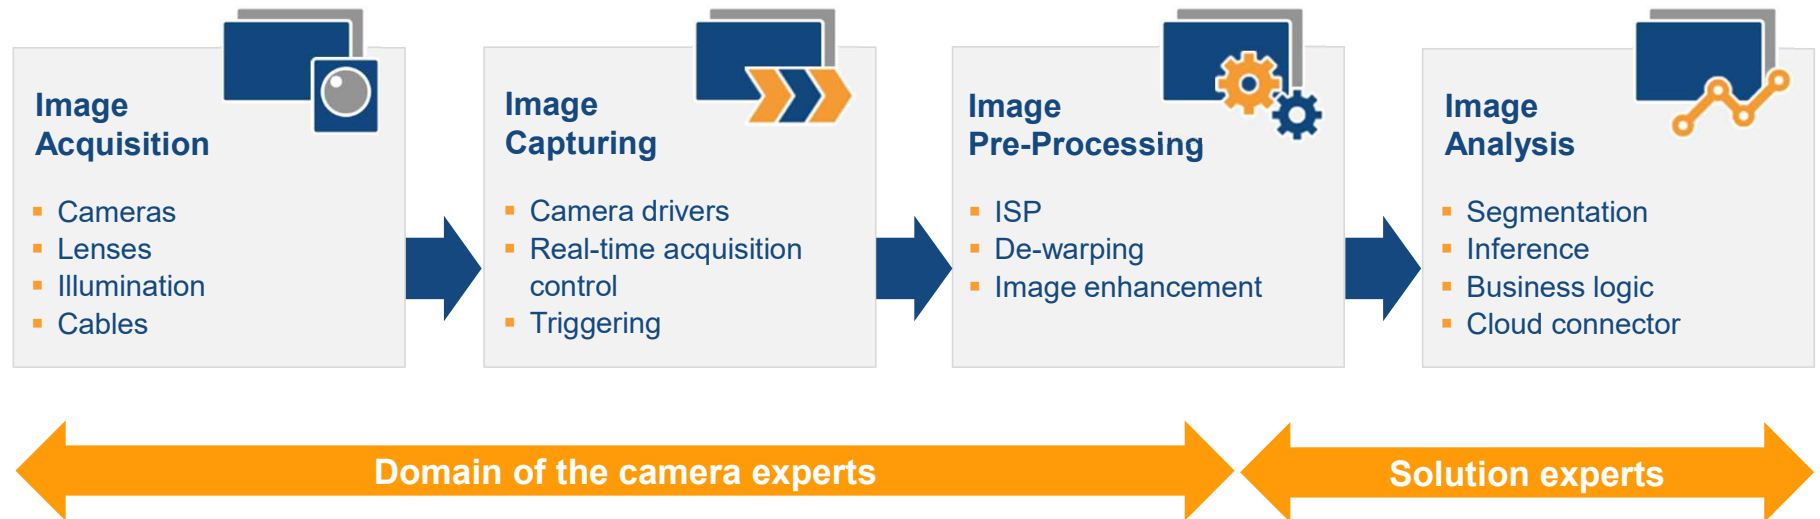 Image
Acquisition
Cameras
Lenses
Illumination
Cables
Image
Capturing
Camera drivers
Real-time acquisition
control
Triggering
Image
Pre-Processing
ISP
De-warping
Image enhancement
Image
Analysis
Segmentation
Inference
Business logic
Cloud connector
Domain of the camera experts
Solution experts